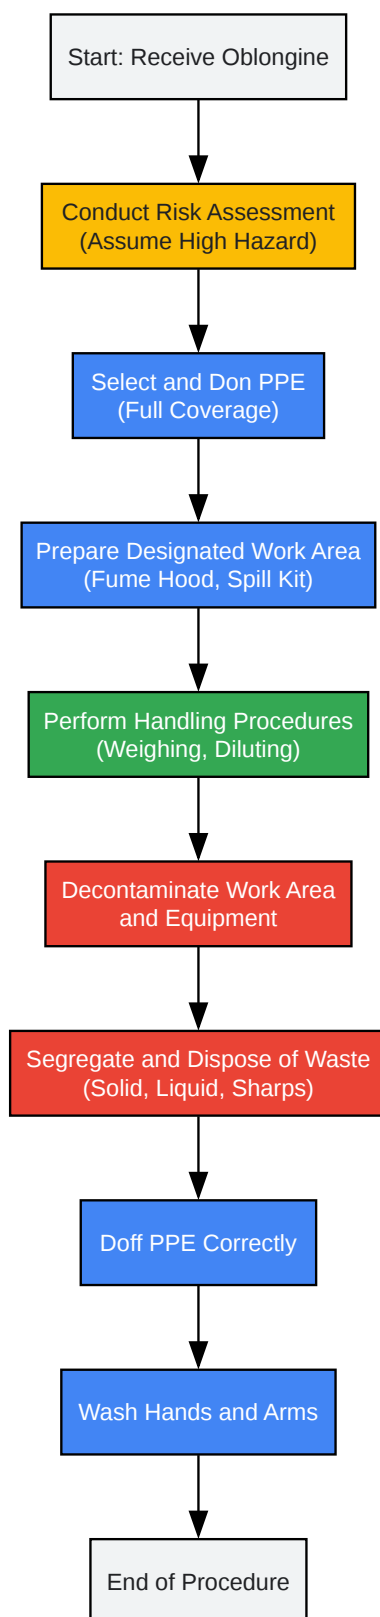 Start: Receive Oblongine
Conduct Risk Assessment
(Assume High Hazard)
Select and Don PPE
(Full Coverage)
Prepare Designated Work Area
(Fume Hood, Spill Kit)
Perform Handling Procedures
(Weighing, Diluting)
Decontaminate Work Area
and Equipment
Segregate and Dispose of Waste
(Solid, Liquid, Sharps)
Doff PPE Correctly
Wash Hands and Arms
End of Procedure